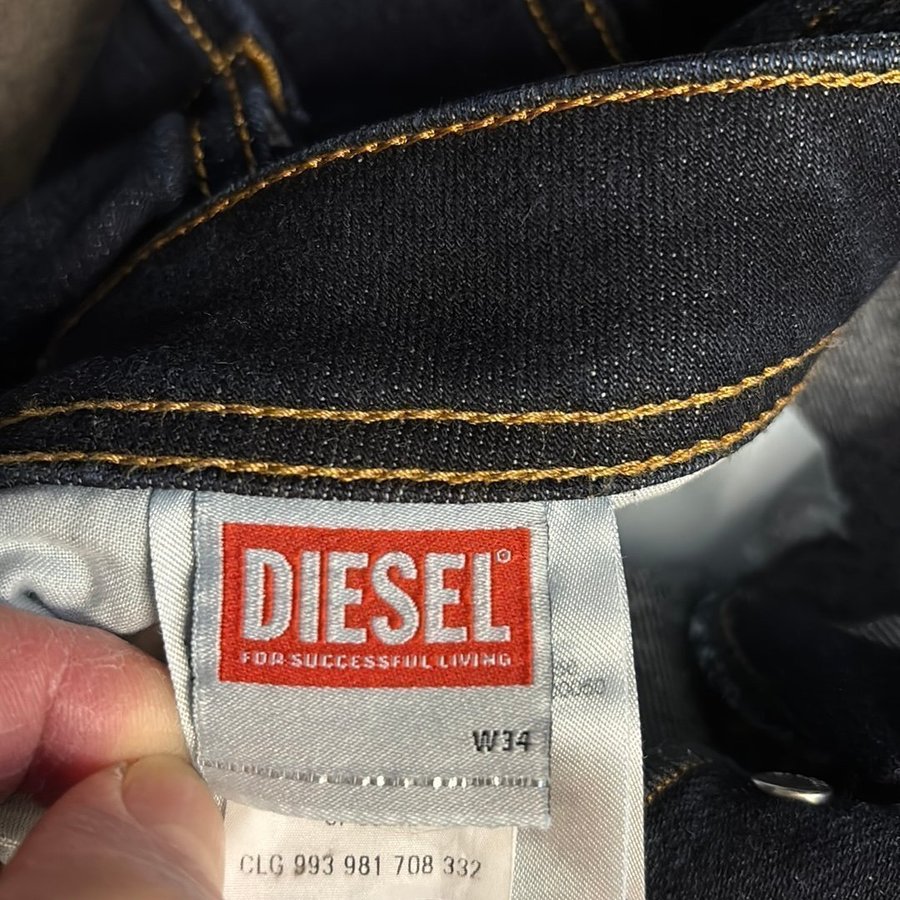 DIESEL
FOR SUCCESSFUL LIVING
W34
CLG 993 981 708 332